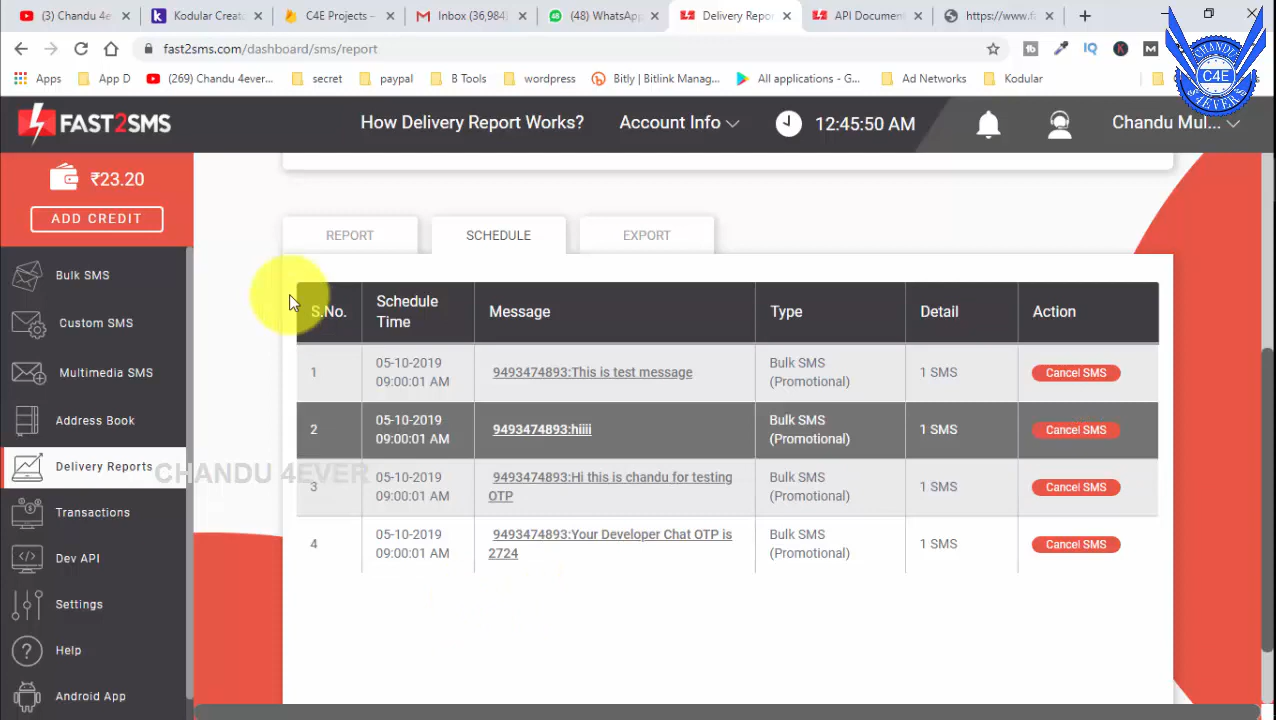 (3) Chandu 4ev
Kodular Creat
C4E Projects –
Inbox (36,984)
(48) WhatsApp
Delivery Repo
API Document
https://www.fa
fast2sms.com/dashboard/sms/report
IQ
Apps
App D
(269) Chandu 4ever...
secret
paypal
B Tools
wordpress
Bitly | Bitlink Manag...
All applications - G...
Ad Networks
Kodular
C4E
FAST2SMS
How Delivery Report Works?
Account Info
12:45:50 AM
Chandu Mul...
₹23.20
ADD CREDIT
Bulk SMS
Custom SMS
Multimedia SMS
Address Book
Delivery Reports
Transactions
Dev API
Settings
Help
Android App
CHANDU 4EVER
REPORT
SCHEDULE
EXPORT
S.No.
Schedule
Time
Message
Type
Detail
Action
1
05-10-2019
09:00:01 AM
9493474893:This is test message
Bulk SMS
(Promotional)
1 SMS
Cancel SMS
2
05-10-2019
09:00:01 AM
9493474893:hiiii
Bulk SMS
(Promotional)
1 SMS
Cancel SMS
3
05-10-2019
09:00:01 AM
9493474893:Hi this is chandu for testing
OTP
Bulk SMS
(Promotional)
1 SMS
Cancel SMS
4
05-10-2019
09:00:01 AM
9493474893:Your Developer Chat OTP is
2724
Bulk SMS
(Promotional)
1 SMS
Cancel SMS